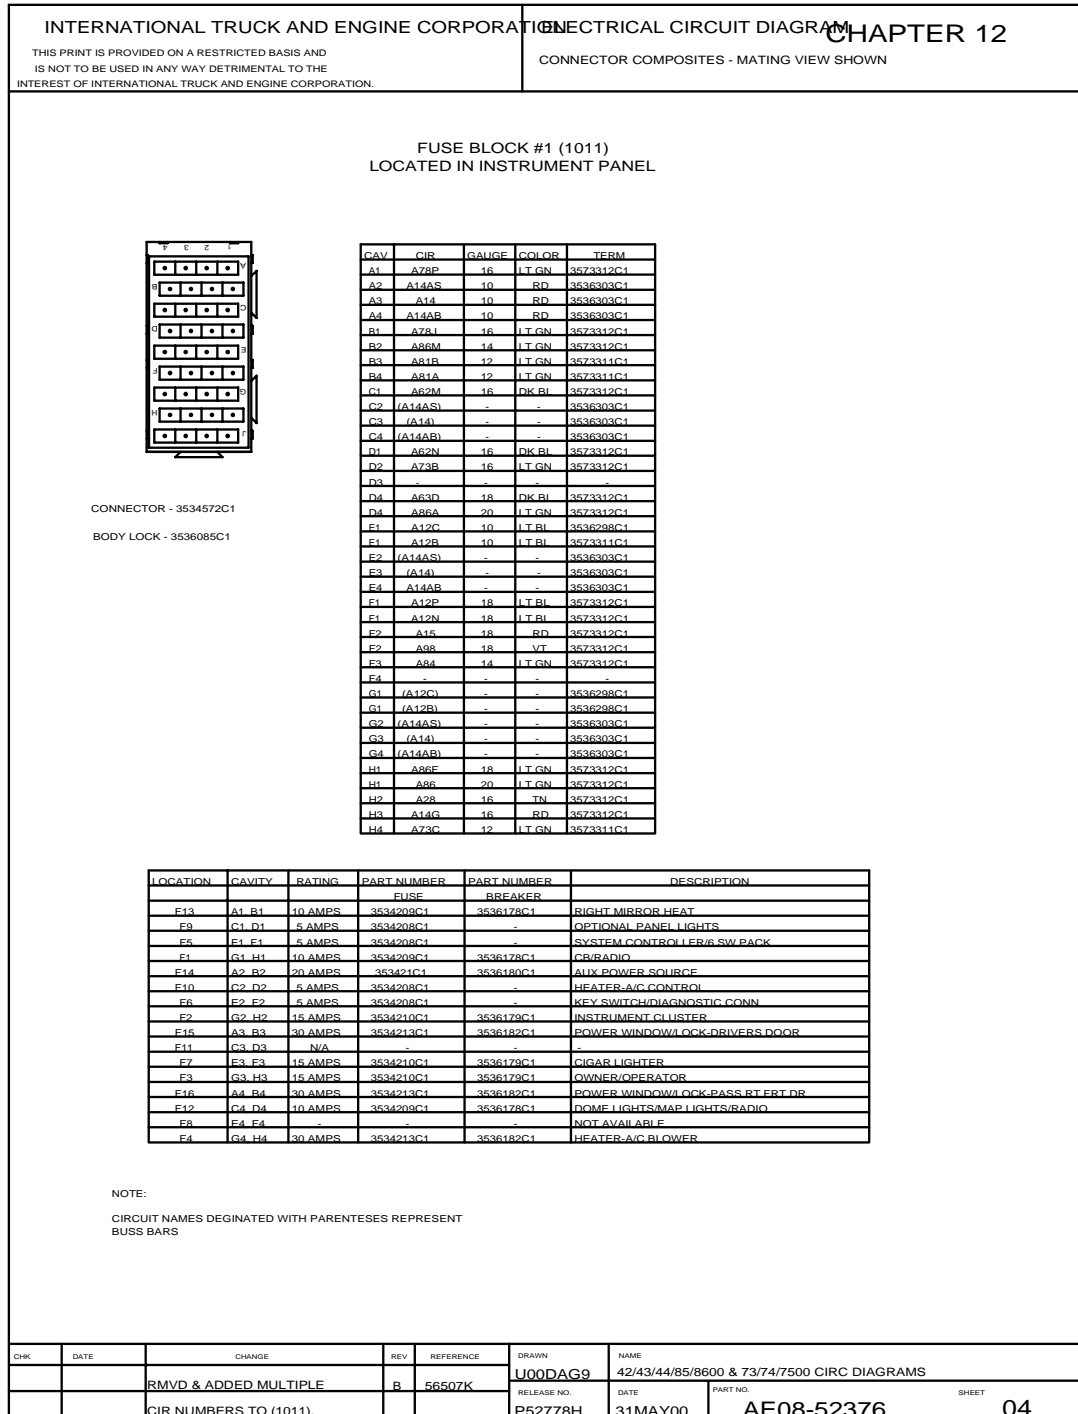 INTERNATIONAL TRUCK AND ENGINE CORPORATION
THIS PRINT IS PROVIDED ON A RESTRICTED BASIS AND
IS NOT TO BE USED IN ANY WAY DETRIMENTAL TO THE
INTEREST OF INTERNATIONAL TRUCK AND ENGINE CORPORATION.
ELECTRICAL CIRCUIT DIAGRAM
CHAPTER 12
CONNECTOR COMPOSITES - MATING VIEW SHOWN
FUSE BLOCK #1 (1011)
LOCATED IN INSTRUMENT PANEL
4 3 2 1
A
B
C
D
E
F
G
H
J
CONNECTOR - 3534572C1
BODY LOCK - 3536085C1
CAV CIR GAUGE COLOR TERM
A1 A78P 16 LT GN 3573312C1
A2 A14AS 10 RD 3536303C1
A3 A14 10 RD 3536303C1
A4 A14AB 10 RD 3536303C1
B1 A78J 16 LT GN 3573312C1
B2 A86M 14 LT GN 3573312C1
B3 A81B 12 LT GN 3573311C1
B4 A81A 12 LT GN 3573311C1
C1 A62M 16 DK BL 3573312C1
C2 (A14AS) - - 3536303C1
C3 (A14) - - 3536303C1
C4 (A14AB) - - 3536303C1
D1 A62N 16 DK BL 3573312C1
D2 A73B 16 LT GN 3573312C1
D3 - - - -
D4 A63D 18 DK BL 3573312C1
D4 A86A 20 LT GN 3573312C1
E1 A12C 10 LT BL 3536298C1
E1 A12B 10 LT BL 3573311C1
E2 (A14AS) - - 3536303C1
E3 (A14) - - 3536303C1
E4 A14AB - - 3536303C1
F1 A12P 18 LT BL 3573312C1
F1 A12N 18 LT BL 3573312C1
F2 A15 18 RD 3573312C1
F2 A98 18 VT 3573312C1
F3 A84 14 LT GN 3573312C1
F4 - - - -
G1 (A12C) - - 3536298C1
G1 (A12B) - - 3536298C1
G2 (A14AS) - - 3536303C1
G3 (A14) - - 3536303C1
G4 (A14AB) - - 3536303C1
H1 A86F 18 LT GN 3573312C1
H1 A86 20 LT GN 3573312C1
H2 A28 16 TN 3573312C1
H3 A14G 16 RD 3573312C1
H4 A73C 12 LT GN 3573311C1
LOCATION CAVITY RATING PART NUMBER PART NUMBER DESCRIPTION
FUSE BREAKER
F13 A1, B1 10 AMPS 3534209C1 3536178C1 RIGHT MIRROR HEAT
F9 C1, D1 5 AMPS 3534208C1 - OPTIONAL PANEL LIGHTS
F5 E1, F1 5 AMPS 3534208C1 - SYSTEM CONTROLLER/6 SW PACK
F1 G1, H1 10 AMPS 3534209C1 3536178C1 CB/RADIO
F14 A2, B2 20 AMPS 353421C1 3536180C1 AUX POWER SOURCE
F10 C2, D2 5 AMPS 3534208C1 - HEATER-A/C CONTROL
F6 E2, F2 5 AMPS 3534208C1 - KEY SWITCH/DIAGNOSTIC CONN
F2 G2, H2 15 AMPS 3534210C1 3536179C1 INSTRUMENT CLUSTER
F15 A3, B3 30 AMPS 3534213C1 3536182C1 POWER WINDOW/LOCK-DRIVERS DOOR
F11 C3, D3 N/A - - -
F7 E3, F3 15 AMPS 3534210C1 3536179C1 CIGAR LIGHTER
F3 G3, H3 15 AMPS 3534210C1 3536179C1 OWNER/OPERATOR
F16 A4, B4 30 AMPS 3534213C1 3536182C1 POWER WINDOW/LOCK-PASS RT FRT DR
F12 C4, D4 10 AMPS 3534209C1 3536178C1 DOME LIGHTS/MAP LIGHTS/RADIO
F8 E4, F4 - - - NOT AVAILABLE
F4 G4, H4 30 AMPS 3534213C1 3536182C1 HEATER-A/C BLOWER
NOTE:
CIRCUIT NAMES DEGINATED WITH PARENTESES REPRESENT
BUSS BARS
CHK DATE CHANGE REV REFERENCE DRAWN NAME
RMVD & ADDED MULTIPLE B 56507K U00DAG9 42/43/44/85/8600 & 73/74/7500 CIRC DIAGRAMS
RELEASE NO. DATE PART NO. SHEET
CIR NUMBERS TO (1011). P52778H 31MAY00 AE08-52376 04